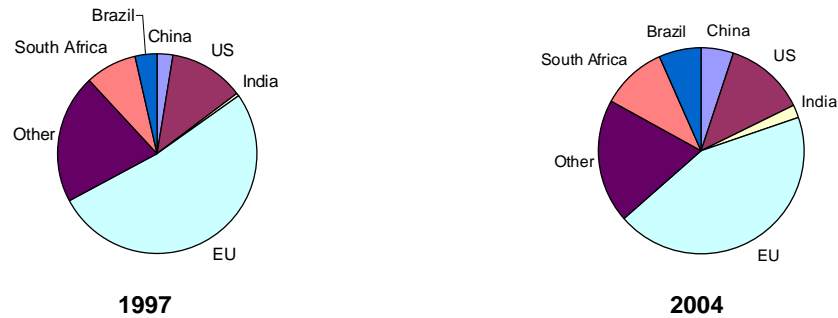 Brazil
China
South Africa
US
India
Other
EU
1997
Brazil
China
South Africa
US
India
Other
EU
2004